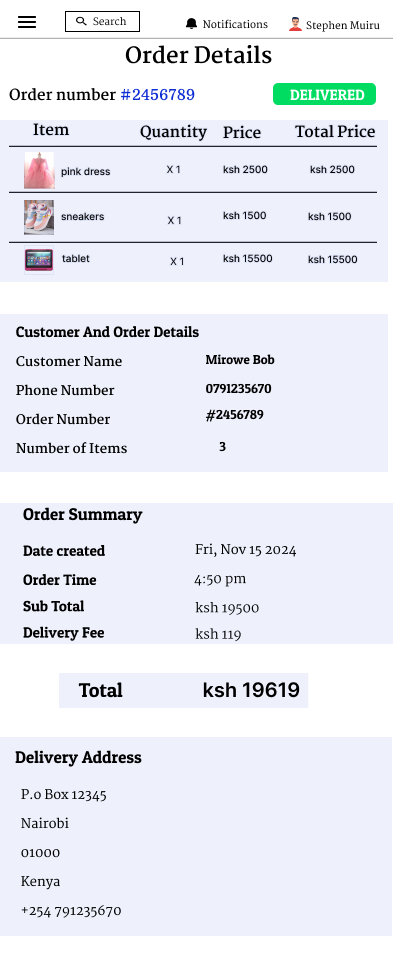 Search Notifications Stephen Muiru
Order Details
Order number #2456789 DELIVERED
Item Quantity Price Total Price
pink dress X 1 ksh 2500 ksh 2500
sneakers X 1 ksh 1500 ksh 1500
tablet X 1 ksh 15500 ksh 15500
Customer And Order Details
Customer Name Mirowe Bob
Phone Number 0791235670
Order Number #2456789
Number of Items 3
Order Summary
Date created Fri, Nov 15 2024
Order Time 4:50 pm
Sub Total ksh 19500
Delivery Fee ksh 119
Total ksh 19619
Delivery Address
P.o Box 12345
Nairobi
01000
Kenya
+254 791235670